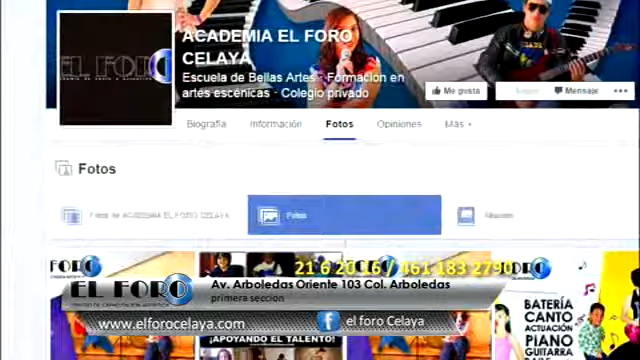 ACADEMIA EL FORO
CELAYA
Escuela de Bellas Artes · Formación en
artes escénicas · Colegio privado
EL FORO
Me gusta
Mensaje
Biografía
Información
Fotos
Opiniones
Más
Fotos
Fotos de ACADEMIA EL FORO CELAYA
Fotos
Álbumes
FORO
21 6 20 16 / 461 183 2790
EL FORO
Av. Arboledas Oriente 103 Col. Arboledas
primera sección
www.elforocelaya.com
el foro Celaya
¡APOYANDO EL TALENTO!
BATERÍA
CANTO
ACTUACIÓN
PIANO
GUITARRA